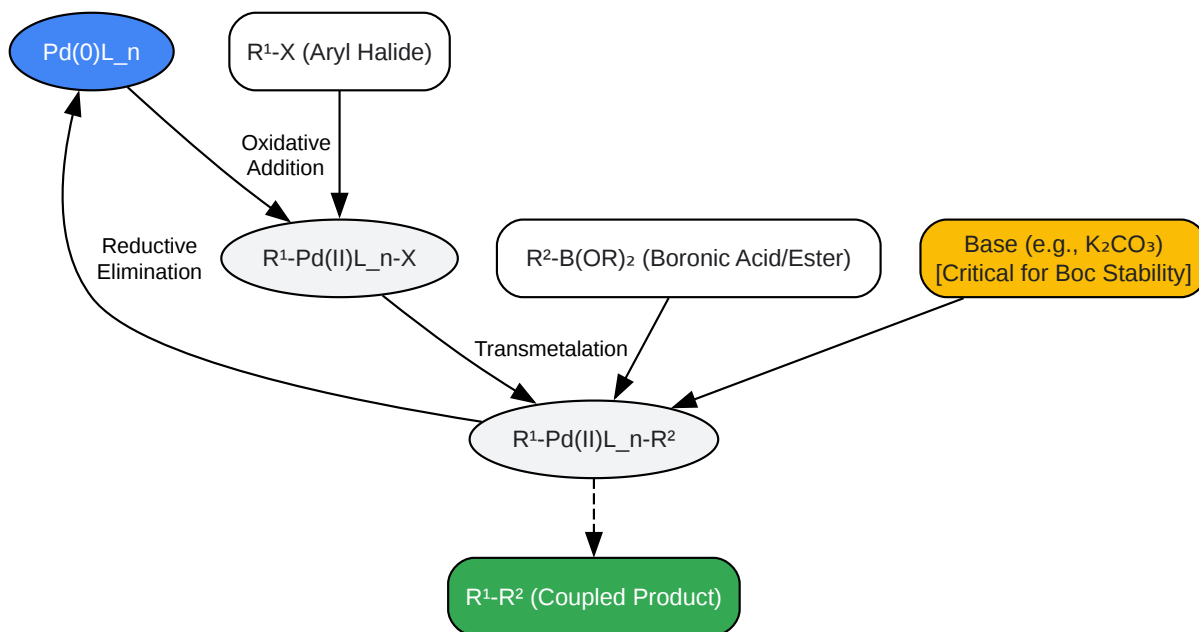 Pd(0)L_n
R¹-X (Aryl Halide)
Oxidative
Addition
Reductive
Elimination
R¹-Pd(II)L_n-X
R²-B(OR)₂ (Boronic Acid/Ester)
Base (e.g., K₂CO₃)
[Critical for Boc Stability]
Transmetalation
R¹-Pd(II)L_n-R²
R¹-R² (Coupled Product)